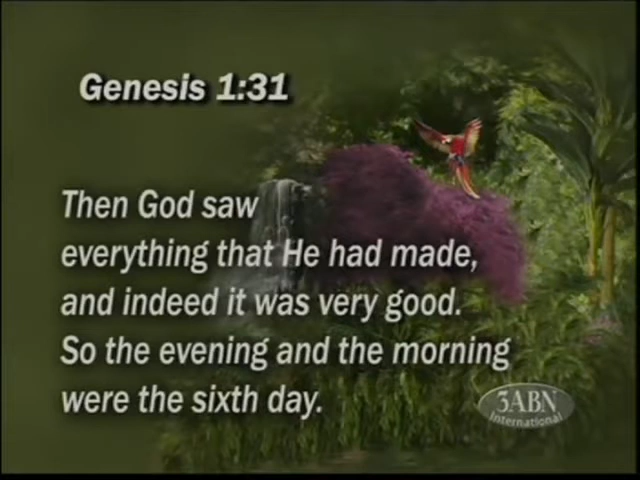 Genesis 1:31
Then God saw
everything that He had made,
and indeed it was very good.
So the evening and the morning
were the sixth day.
3ABN
International